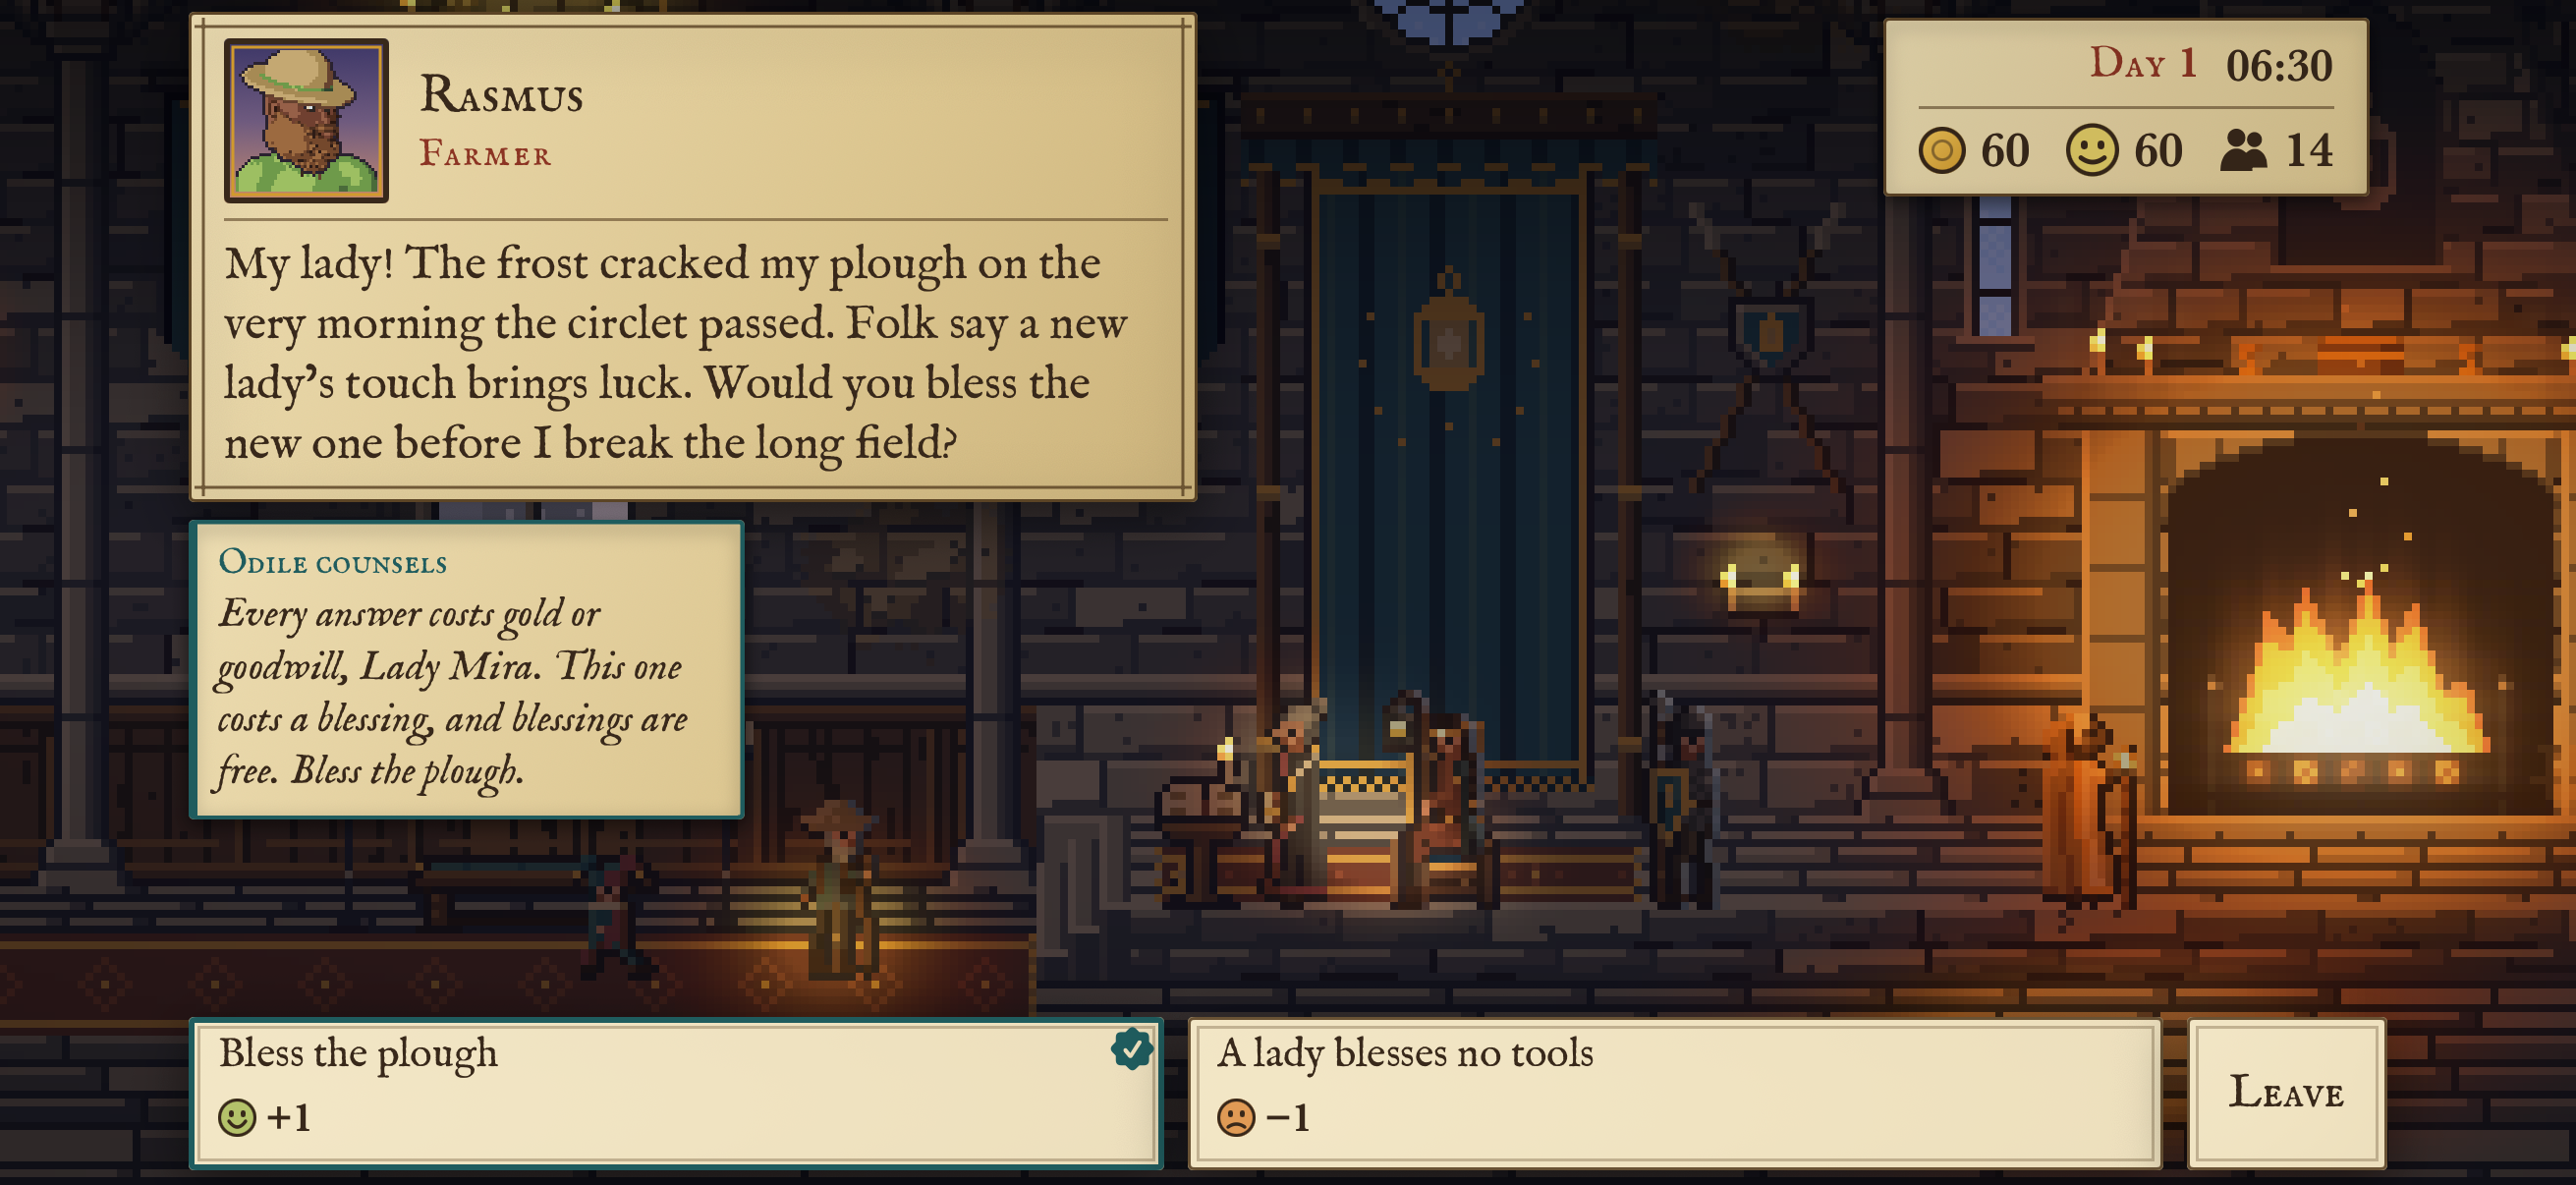 Rasmus
Farmer
My lady! The frost cracked my plough on the
very morning the circlet passed. Folk say a new
lady’s touch brings luck. Would you bless the
new one before I break the long field?
Day 1 06:30
60 60 14
Odile counsels
Every answer costs gold or
goodwill, Lady Mira. This one
costs a blessing, and blessings are
free. Bless the plough.
Bless the plough
+1
A lady blesses no tools
−1
Leave